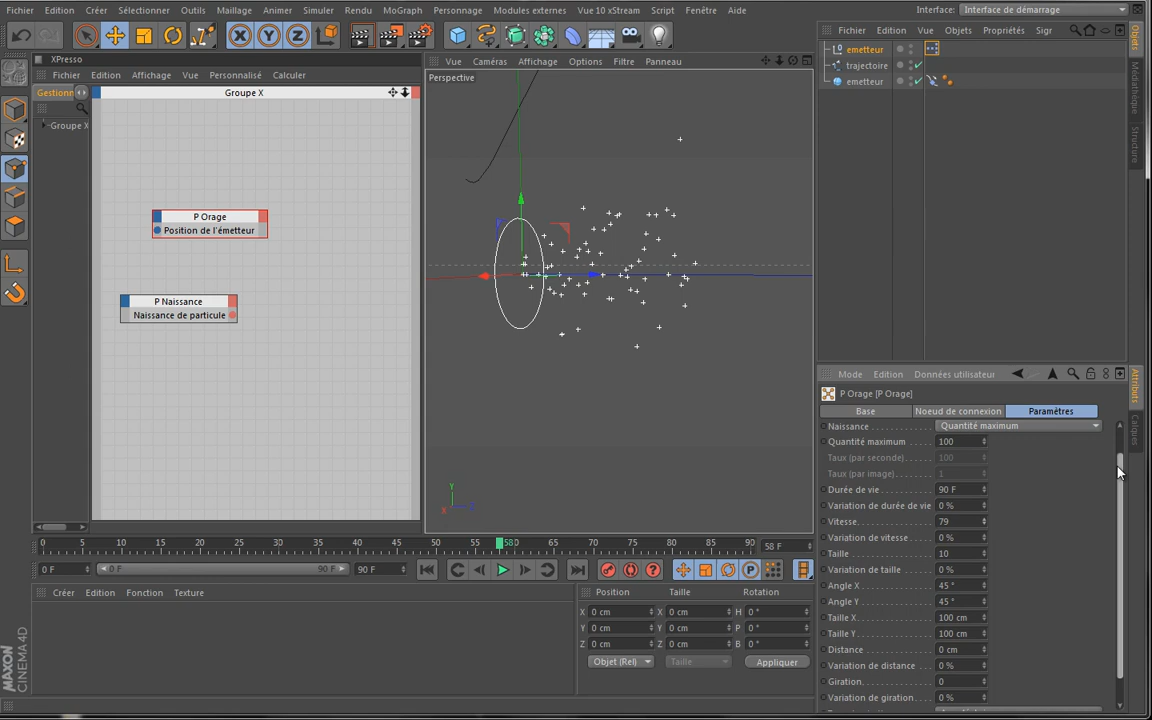 Fichier Edition Créer Sélectionner Outils Maillage Animer Simuler Rendu MoGraph Personnage Modules externes Vue 10 xStream Script Fenêtre Aide Interface: Interface de démarrage
X Y Z
XPresso
Fichier Edition Affichage Vue Personnalisé Calculer
Gestionn
Groupe X
Groupe X
P Orage
Position de l'émetteur
P Naissance
Naissance de particule
Vue Caméras Affichage Options Filtre Panneau
Perspective
Y
X
Fichier Edition Vue Objets Propriétés Sigr
emetteur
trajectoire
emetteur
Objets
Médiathèque
Structure
Mode Edition Données utilisateur
P Orage [P Orage]
Base Noeud de connexion Paramètres
Naissance Quantité maximum
Quantité maximum 100
Taux (par seconde) 100
Taux (par image) 1
Durée de vie 90 F
Variation de durée de vie 0 %
Vitesse 79
Variation de vitesse 0 %
Taille 10
Variation de taille 0 %
Angle X 45 °
Angle Y 45 °
Taille X 100 cm
Taille Y 100 cm
Distance 0 cm
Variation de distance 0 %
Giration 0
Variation de giration 0 %
Attributs
Calques
0 5 10 15 20 25 30 35 40 45 50 55 580 65 70 75 80 85 90 58 F
0 F 0 F 90 F 90 F
P
Créer Edition Fonction Texture
Position Taille Rotation
X 0 cm X 0 cm H 0 °
Y 0 cm Y 0 cm P 0 °
Z 0 cm Z 0 cm B 0 °
Objet (Rel) Taille Appliquer
MAXON
CINEMA4D